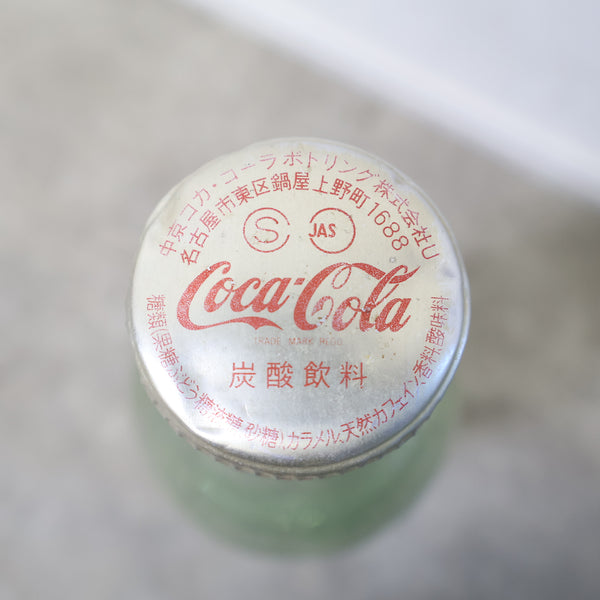 中京コカ・コーラボトリング株式会社U
名古屋市東区鍋屋上野町1688
S JAS
Coca-Cola
TRADE MARK REGD
炭酸飲料
糖類(果糖ぶどう糖液糖、砂糖)、カラメル、天然カフェイン、香料、酸味料